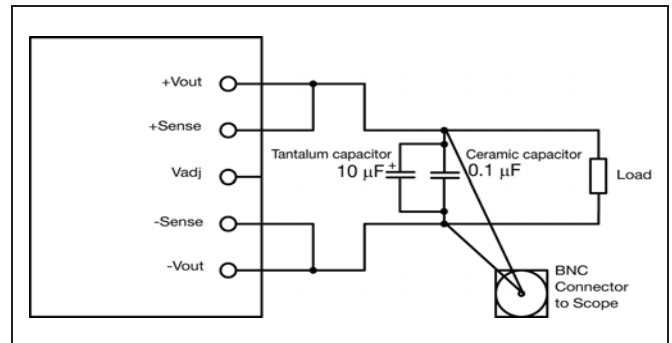 +Vout
+Sense
Vadj
-Sense
-Vout
Tantalum capacitor
10 µF +
Ceramic capacitor
0.1 µF
Load
BNC
Connector
to Scope